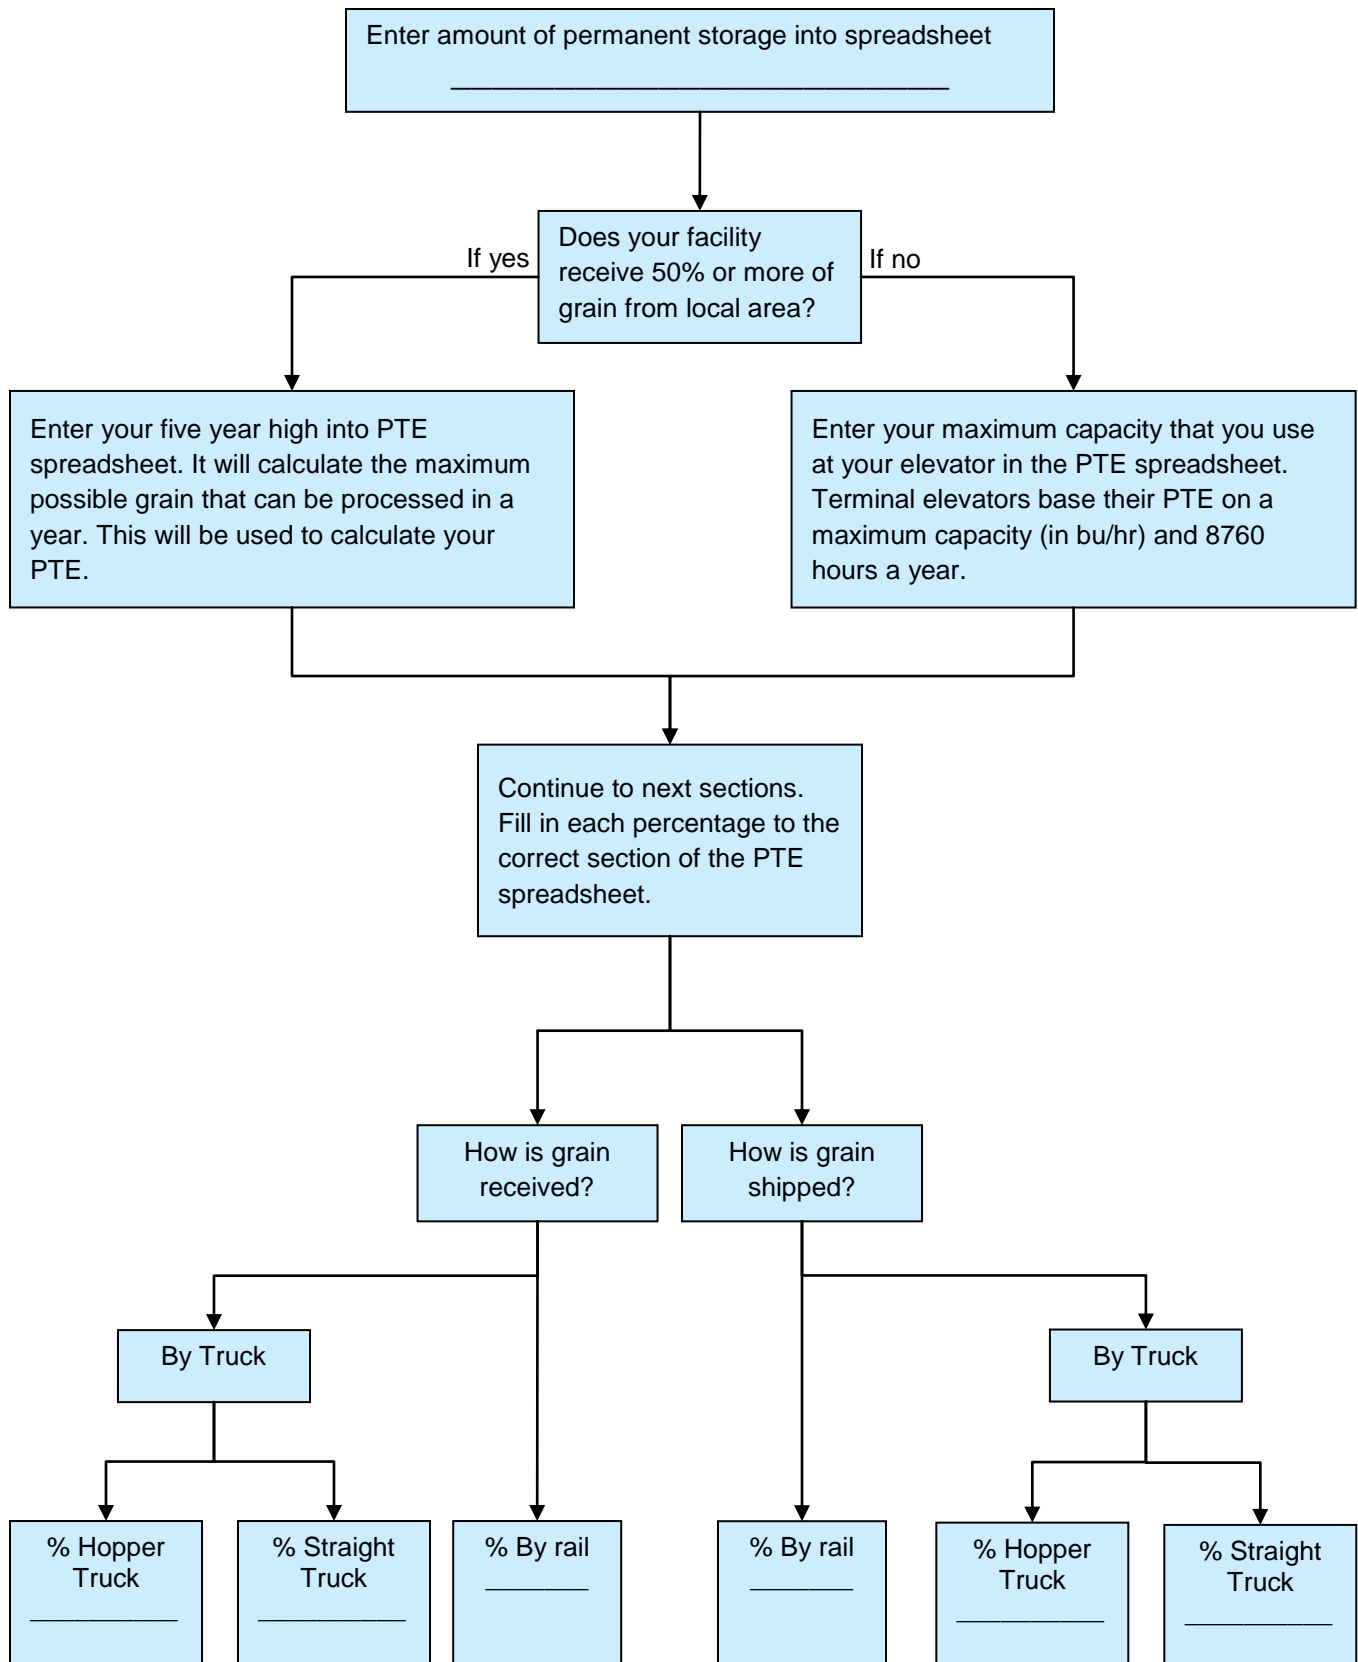 Enter amount of permanent storage into spreadsheet
Does your facility
receive 50% or more of
grain from local area?
If yes
If no
Enter your five year high into PTE
spreadsheet. It will calculate the maximum
possible grain that can be processed in a
year. This will be used to calculate your
PTE.
Enter your maximum capacity that you use
at your elevator in the PTE spreadsheet.
Terminal elevators base their PTE on a
maximum capacity (in bu/hr) and 8760
hours a year.
Continue to next sections.
Fill in each percentage to the
correct section of the PTE
spreadsheet.
How is grain
received?
How is grain
shipped?
By Truck
By Truck
% Hopper
Truck
% Straight
Truck
% By rail
% By rail
% Hopper
Truck
% Straight
Truck